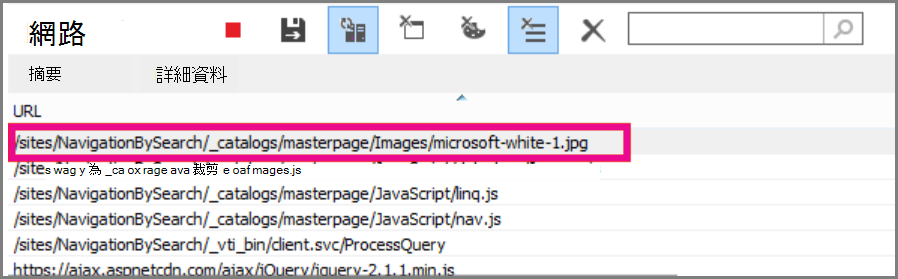 網路
摘要 詳細資料
URL
/sites/NavigationBySearch/_catalogs/masterpage/Images/microsoft-white-1.jpg
/sites wag y 為 _ca ox rage ava 裁剪 e oaf mages.js
/sites/NavigationBySearch/_catalogs/masterpage/JavaScript/linq.js
/sites/NavigationBySearch/_catalogs/masterpage/JavaScript/nav.js
/sites/NavigationBySearch/_vti_bin/client.svc/ProcessQuery
https://ajax.aspnetcdn.com/ajax/jQuery/jquery-2.1.1.min.js